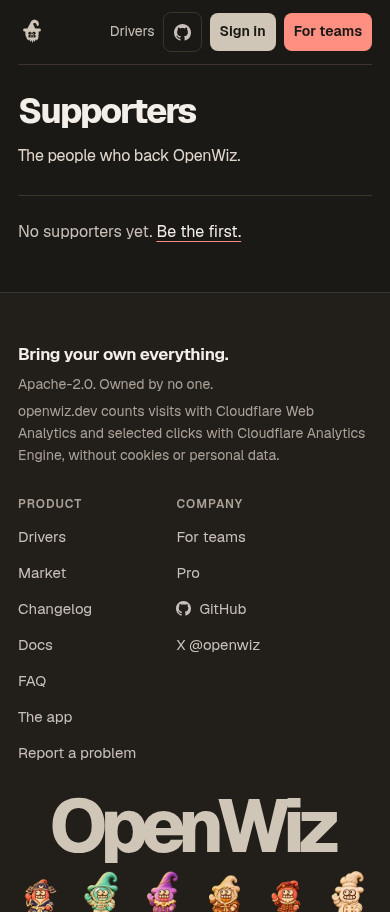 Drivers
Sign in
For teams
Supporters
The people who back OpenWiz.
No supporters yet. Be the first.
Bring your own everything.
Apache-2.0. Owned by no one.
openwiz.dev counts visits with Cloudflare Web
Analytics and selected clicks with Cloudflare Analytics
Engine, without cookies or personal data.
PRODUCT
Drivers
Market
Changelog
Docs
FAQ
The app
Report a problem
COMPANY
For teams
Pro
GitHub
X @openwiz
OpenWiz